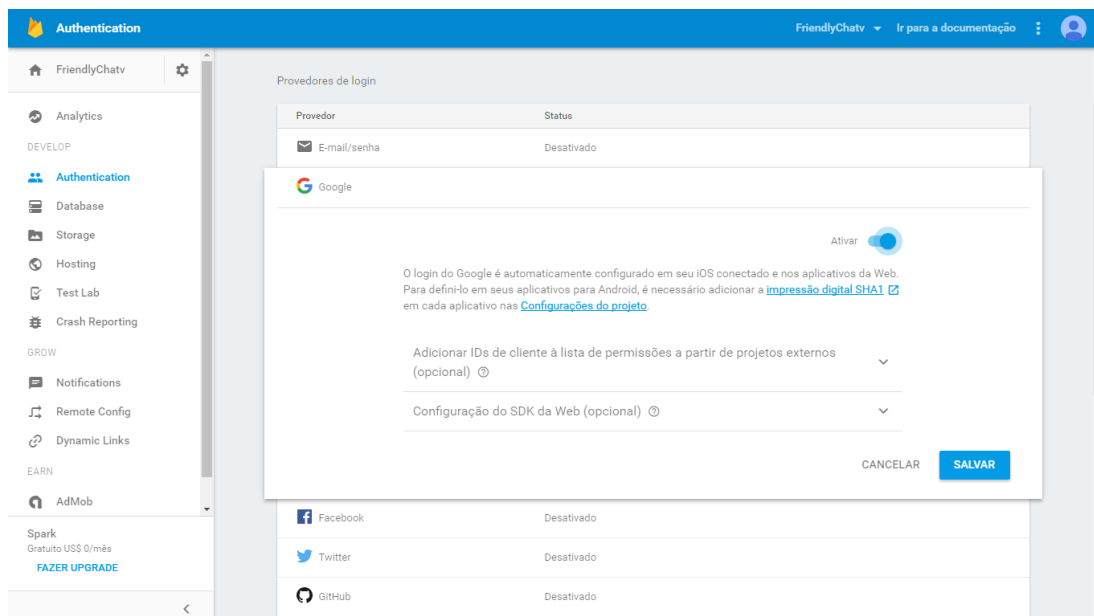 Authentication
FriendlyChatv
Ir para a documentação
FriendlyChatv
Analytics
DEVELOP
Authentication
Database
Storage
Hosting
Test Lab
Crash Reporting
GROW
Notifications
Remote Config
Dynamic Links
EARN
AdMob
Spark
Gratuito US$ 0/mês
FAZER UPGRADE
Provedores de login
Provedor Status
E-mail/senha Desativado
Google
Ativar
O login do Google é automaticamente configurado em seu iOS conectado e nos aplicativos da Web.
Para defini-lo em seus aplicativos para Android, é necessário adicionar a impressão digital SHA1
em cada aplicativo nas Configurações do projeto.
Adicionar IDs de cliente à lista de permissões a partir de projetos externos
(opcional)
Configuração do SDK da Web (opcional)
CANCELAR SALVAR
Facebook Desativado
Twitter Desativado
GitHub Desativado